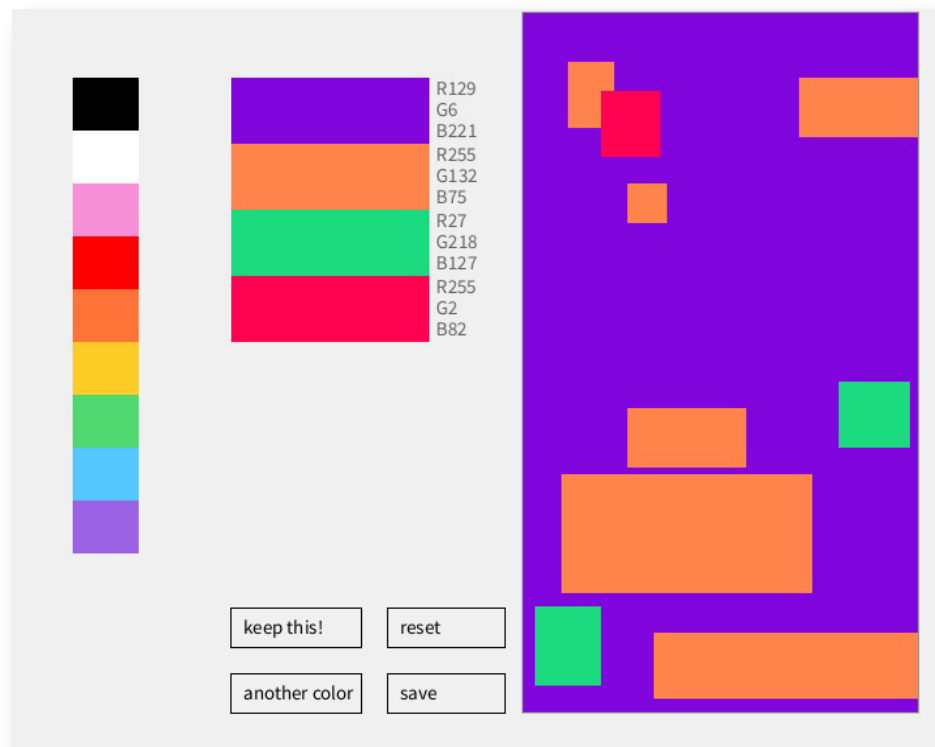 R129
G6
B221
R255
G132
B75
R27
G218
B127
R255
G2
B82
keep this!
reset
another color
save